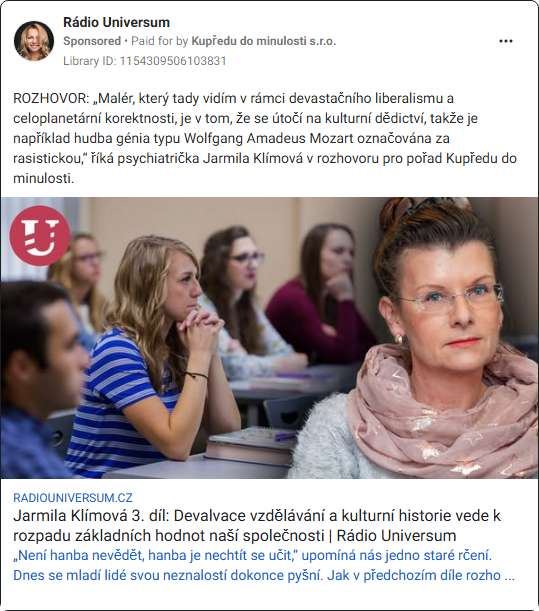 Rádio Universum
Sponsored • Paid for by Kupředu do minulosti s.r.o.
Library ID: 1154309506103831
ROZHOVOR: „Malér, který tady vidím v rámci devastačního liberalismu a
celoplanetární korektnosti, je v tom, že se útočí na kulturní dědictví, takže je
například hudba génia typu Wolfgang Amadeus Mozart označována za
rasistickou,“ říká psychiatrička Jarmila Klímová v rozhovoru pro pořad Kupředu do
minulosti.
U
RADIOUNIVERSUM.CZ
Jarmila Klímová 3. díl: Devalvace vzdělávání a kulturní historie vede k
rozpadu základních hodnot naší společnosti | Rádio Universum
„Není hanba nevědět, hanba je nechtít se učit,“ upomíná nás jedno staré rčení.
Dnes se mladí lidé svou neznalostí dokonce pyšní. Jak v předchozím díle rozho ...